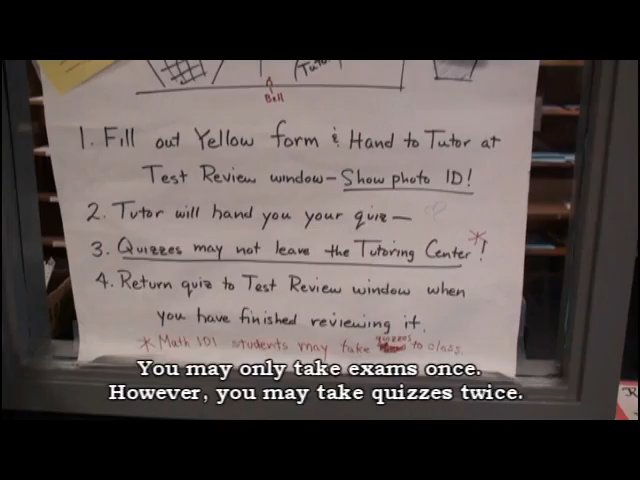 (Tutor
Bell
1. Fill out Yellow form & Hand to Tutor at
Test Review window – Show photo ID!
2. Tutor will hand you your quiz —
3. Quizzes may not leave the Tutoring Center*!
4. Return quiz to Test Review window when
you have finished reviewing it.
* Math 101 students may take quizzes to class.
You may only take exams once.
However, you may take quizzes twice.